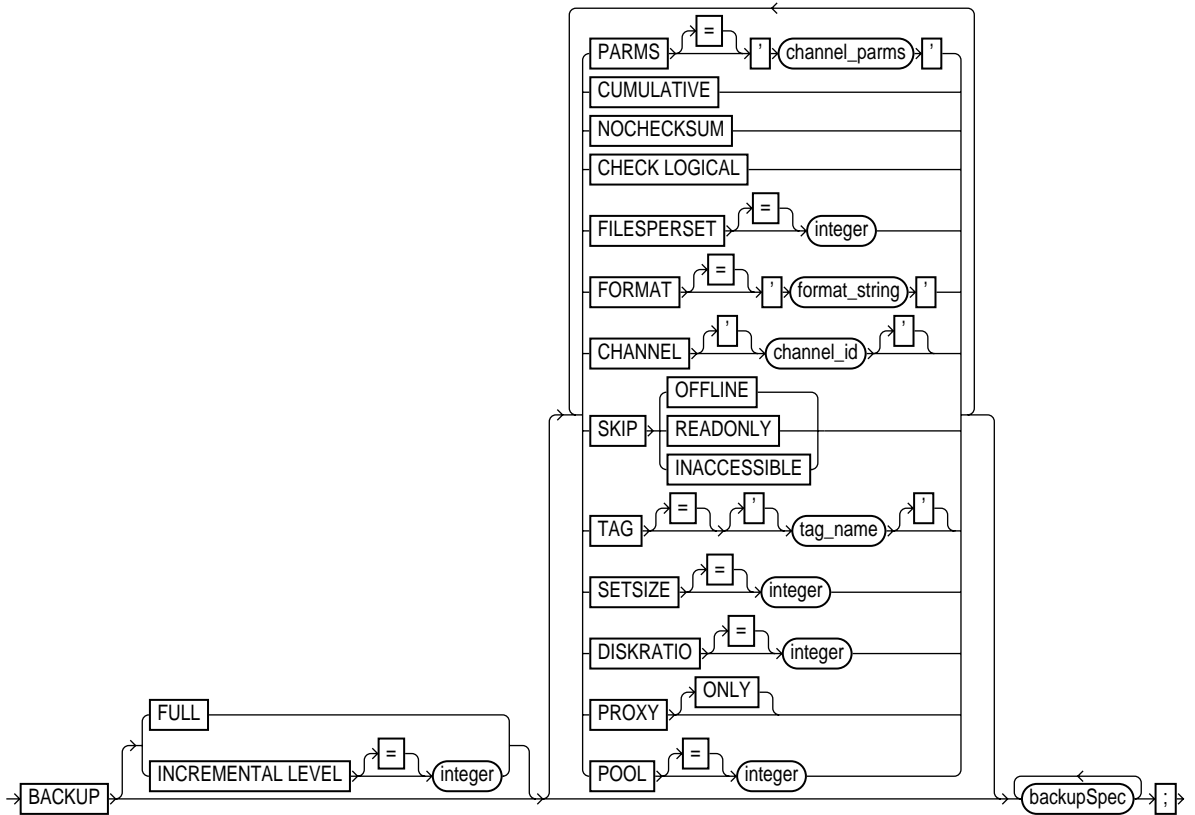 PARMS = ' channel_parms '
CUMULATIVE
NOCHECKSUM
CHECK LOGICAL
FILESPERSET = integer
FORMAT = ' format_string '
CHANNEL ' channel_id '
OFFLINE
SKIP READONLY
INACCESSIBLE
TAG = ' tag_name '
SETSIZE = integer
DISKRATIO = integer
PROXY ONLY
POOL = integer
FULL
INCREMENTAL LEVEL = integer
BACKUP backupSpec ;